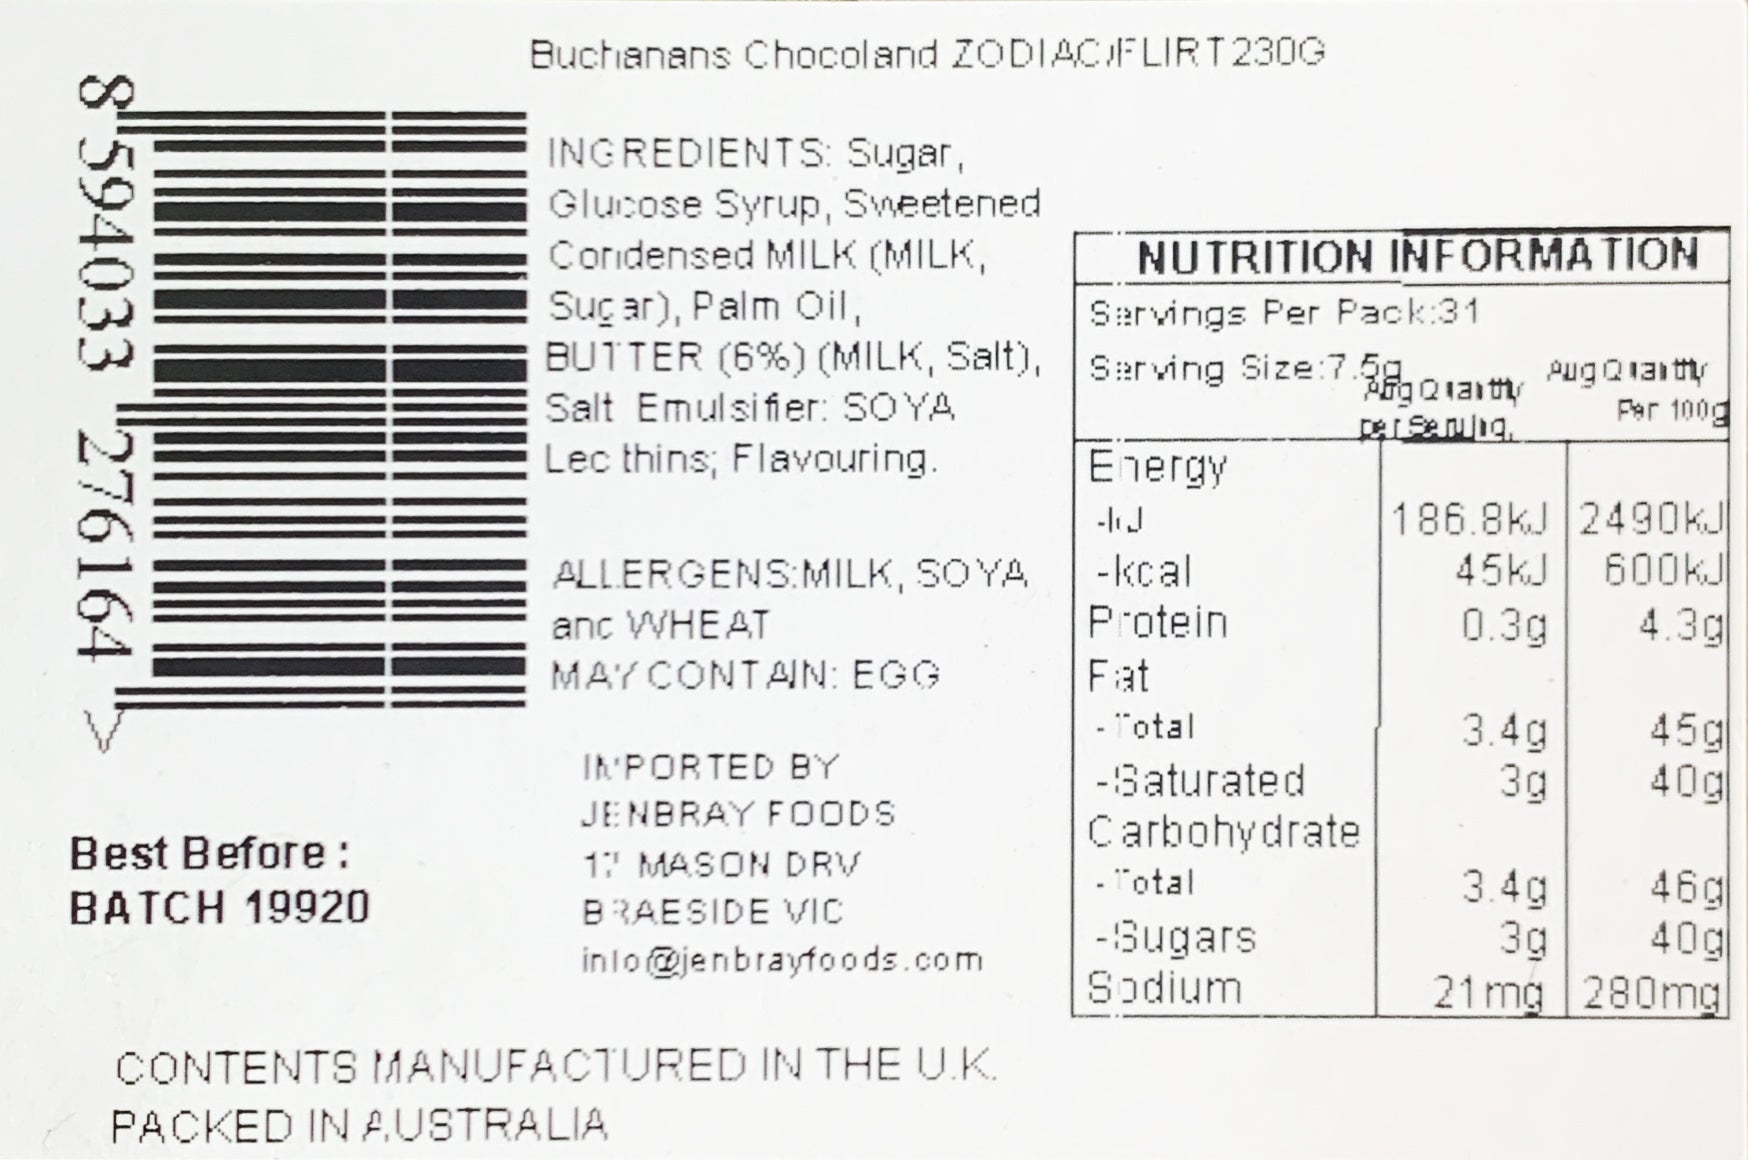 Buchanans Chocoland ZODIAC/FLIRT 230G
8 594033 276164 >
INGREDIENTS: Sugar,
Glucose Syrup, Sweetened
Condensed MILK (MILK,
Sugar), Palm Oil,
BUTTER (6%) (MILK, Salt),
Salt Emulsifier: SOYA
Lec thins; Flavouring.
ALLERGENS:MILK, SOYA
and WHEAT
MAY CONTAIN: EGG
IMPORTED BY
JENBRAY FOODS
17 MASON DRV
BRAESIDE VIC
info@jenbrayfoods.com
Best Before :
BATCH 19920
NUTRITION INFORMATION
Servings Per Pack:31
Serving Size:7.5g
Avg Quantity per Serving,
Avg Quantity Per 100g
Energy
-kJ 186.8kJ 2490kJ
-kcal 45kJ 600kJ
Protein 0.3g 4.3g
Fat
-Total 3.4g 45g
-Saturated 3g 40g
Carbohydrate
-Total 3.4g 46g
-Sugars 3g 40g
Sodium 21mg 280mg
CONTENTS MANUFACTURED IN THE U.K.
PACKED IN AUSTRALIA